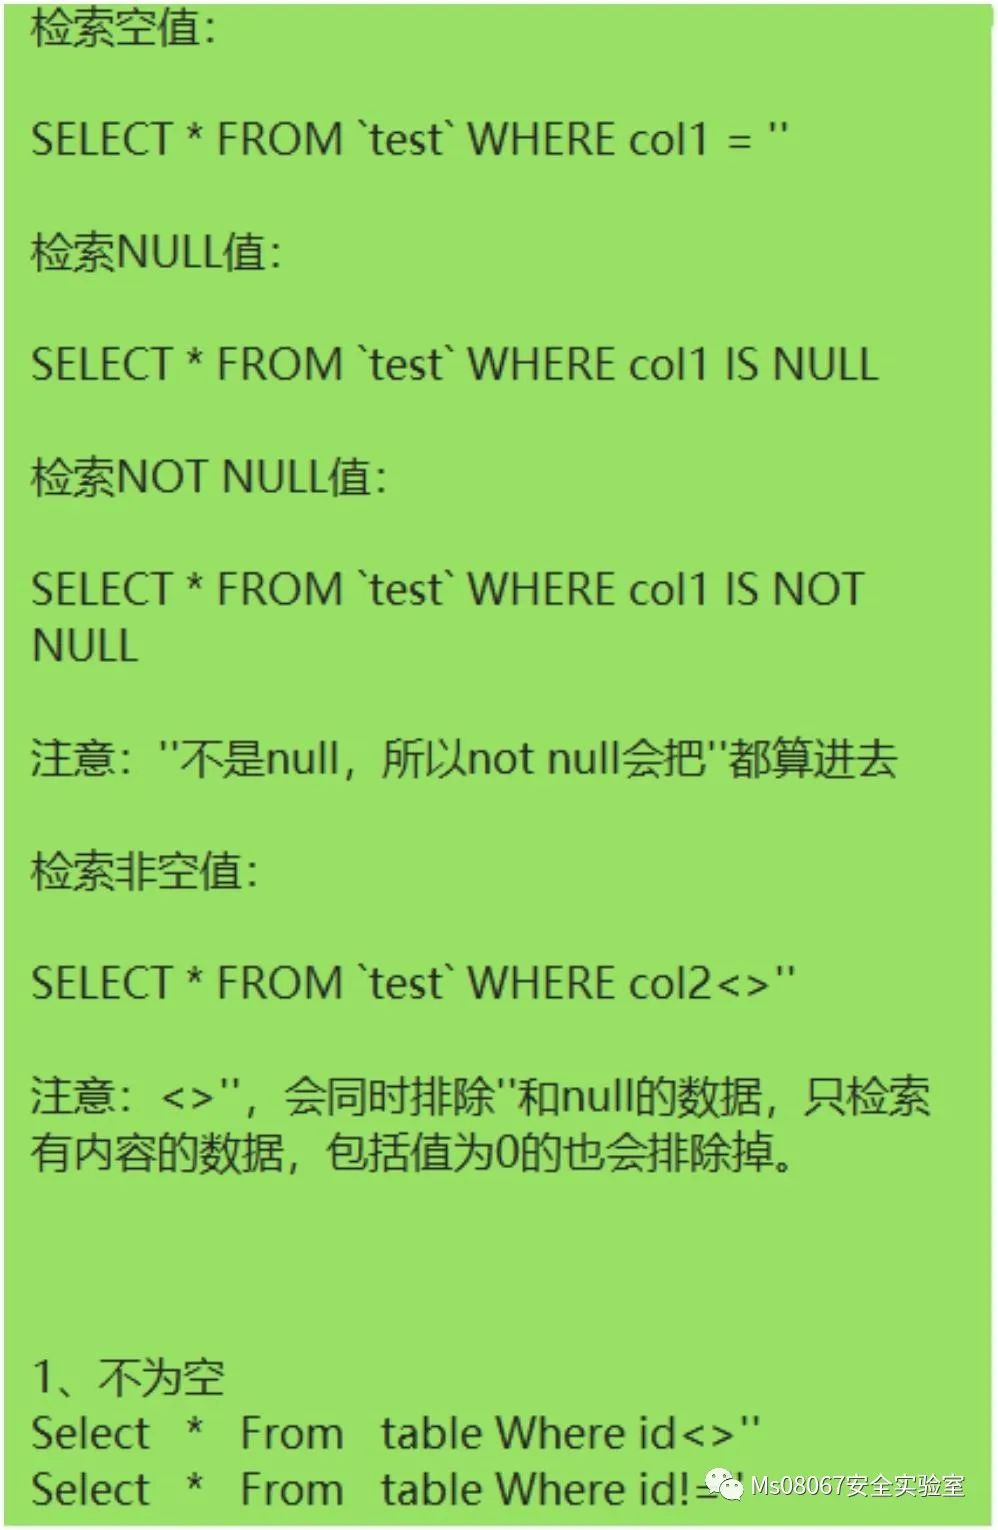 检索空值：
SELECT * FROM `test` WHERE col1 = ''
检索NULL值：
SELECT * FROM `test` WHERE col1 IS NULL
检索NOT NULL值：
SELECT * FROM `test` WHERE col1 IS NOT
NULL
注意：''不是null，所以not null会把''都算进去
检索非空值：
SELECT * FROM `test` WHERE col2<>''
注意：<>''，会同时排除''和null的数据，只检索
有内容的数据，包括值为0的也会排除掉。
1、不为空
Select * From table Where id<>''
Select * From table Where id!=
Ms08067安全实验室